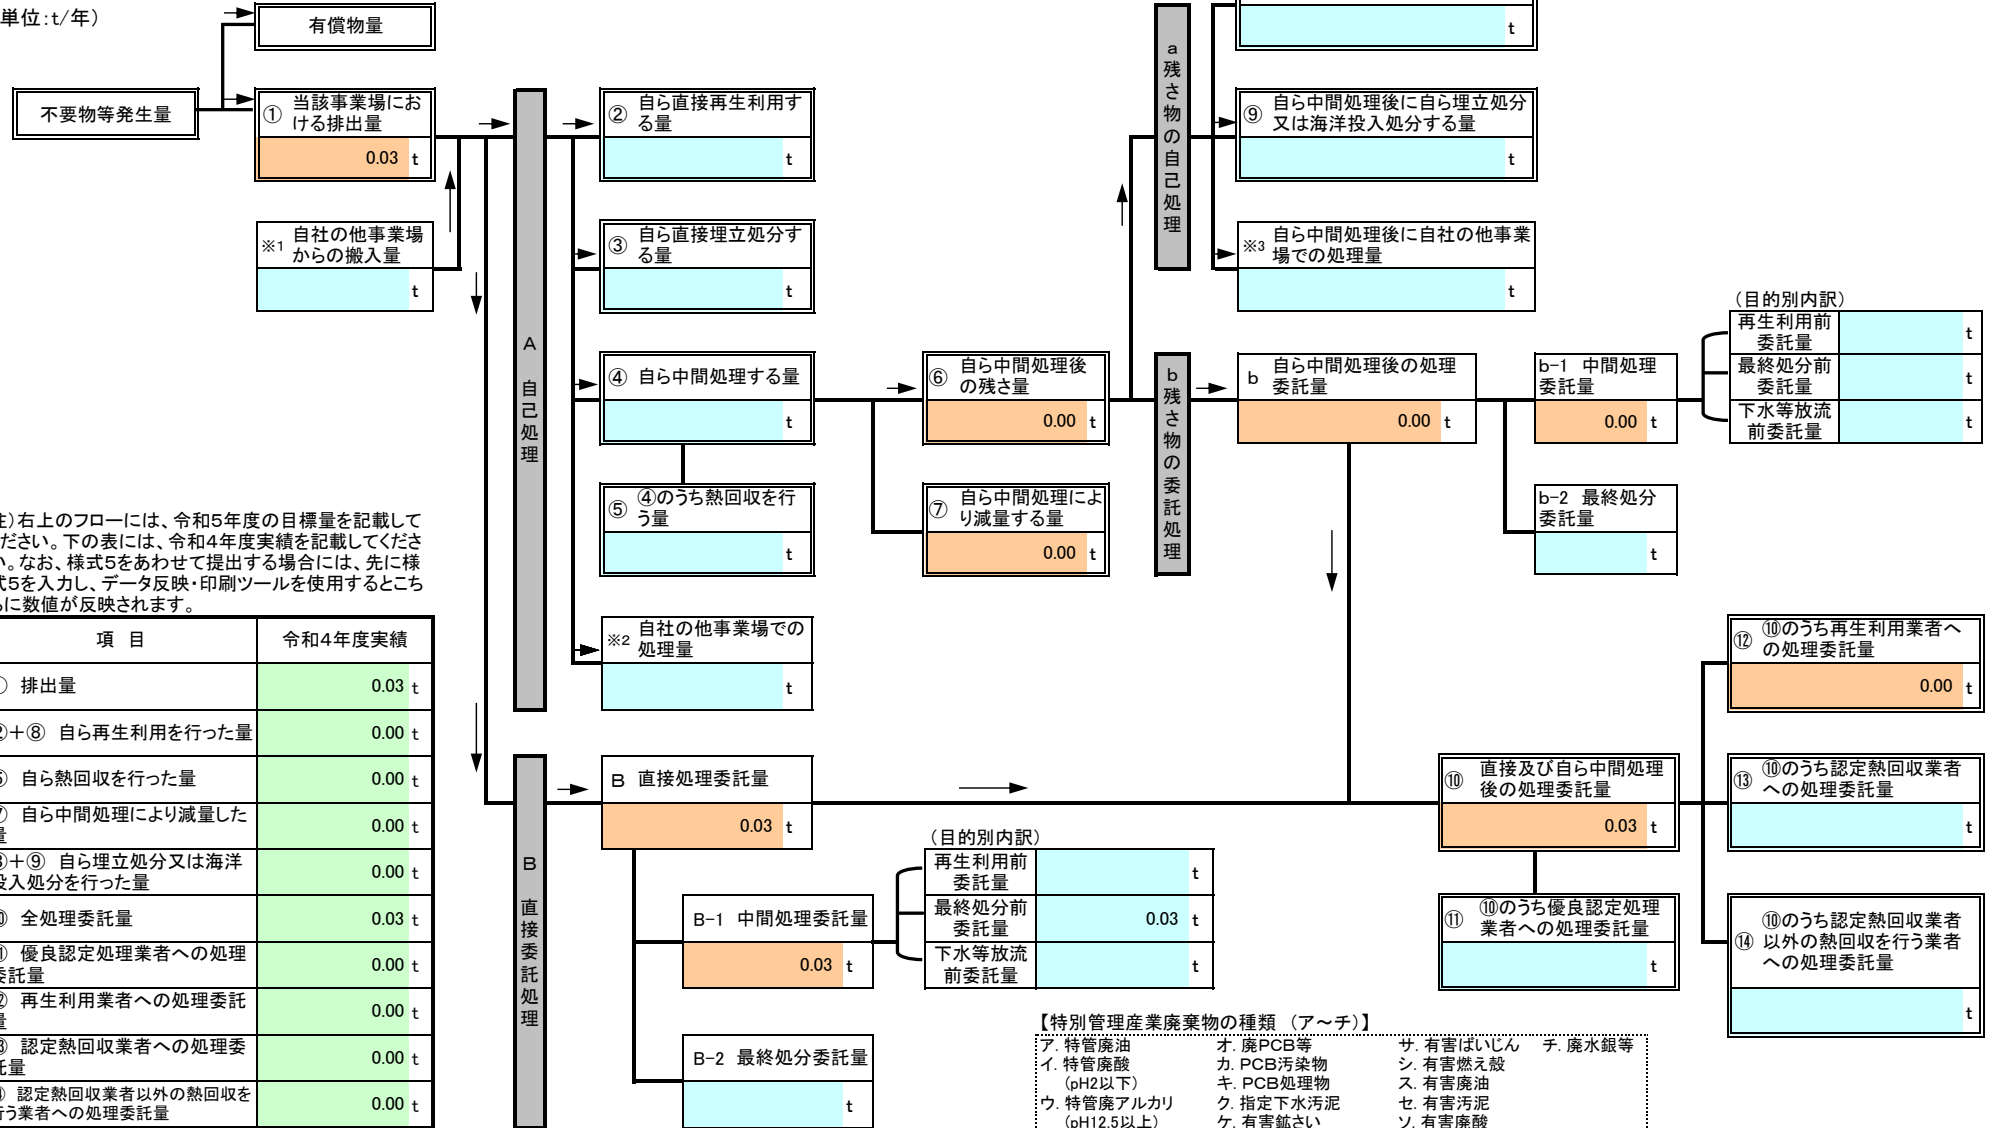 単位:t/年)
有償物量
t
不要物等発生量
① 当該事業場にお
ける排出量
0.03 t
※1 自社の他事業場
からの搬入量
t
A 自己処理
② 自ら直接再生利用す
る量
t
③ 自ら直接埋立処分す
る量
t
④ 自ら中間処理する量
t
⑤ ④のうち熱回収を行
う量
t
※2 自社の他事業場での
処理量
t
⑥ 自ら中間処理後
の残さ量
0.00 t
⑦ 自ら中間処理によ
り減量する量
0.00 t
a 残さ物の自己処理
⑨ 自ら中間処理後に自ら埋立処分
又は海洋投入処分する量
t
※3 自ら中間処理後に自社の他事業
場での処理量
t
b 残さ物の委託処理
b 自ら中間処理後の処理
委託量
0.00 t
b-1 中間処理
委託量
0.00 t
b-2 最終処分
委託量
t
(目的別内訳)
再生利用前
委託量
t
最終処分前
委託量
t
下水等放流
前委託量
t
)右上のフローには、令和5年度の目標量を記載して
ださい。下の表には、令和4年度実績を記載してくださ
。なお、様式5をあわせて提出する場合には、先に様
5を入力し、データ反映・印刷ツールを使用するとこち
に数値が反映されます。
項 目 令和4年度実績
排出量 0.03 t
+⑧ 自ら再生利用を行った量 0.00 t
自ら熱回収を行った量 0.00 t
自ら中間処理により減量した
量 0.00 t
+⑨ 自ら埋立処分又は海洋
投入処分を行った量 0.00 t
全処理委託量 0.03 t
優良認定処理業者への処理
委託量 0.00 t
再生利用業者への処理委託
量 0.00 t
認定熱回収業者への処理委
託量 0.00 t
認定熱回収業者以外の熱回収を
行う業者への処理委託量 0.00 t
B 直接委託処理
B 直接処理委託量
0.03 t
B-1 中間処理委託量
0.03 t
B-2 最終処分委託量
t
(目的別内訳)
再生利用前
委託量
t
最終処分前
委託量
0.03 t
下水等放流
前委託量
t
⑩ 直接及び自ら中間処理
後の処理委託量
0.03 t
⑪ ⑩のうち優良認定処理
業者への処理委託量
t
⑫ ⑩のうち再生利用業者へ
の処理委託量
0.00 t
⑬ ⑩のうち認定熱回収業者
への処理委託量
t
⑭ ⑩のうち認定熱回収業者
以外の熱回収を行う業者
への処理委託量
t
【特別管理産業廃棄物の種類 (ア～チ)】
ア. 特管廃油 オ. 廃PCB等 サ. 有害ばいじん チ. 廃水銀等
イ. 特管廃酸 カ. PCB汚染物 シ. 有害燃え殻
(pH2以下) キ. PCB処理物 ス. 有害廃油
ウ. 特管廃アルカリ ク. 指定下水汚泥 セ. 有害汚泥
(pH12.5以上) ケ. 有害鉱さい ソ. 有害廃酸